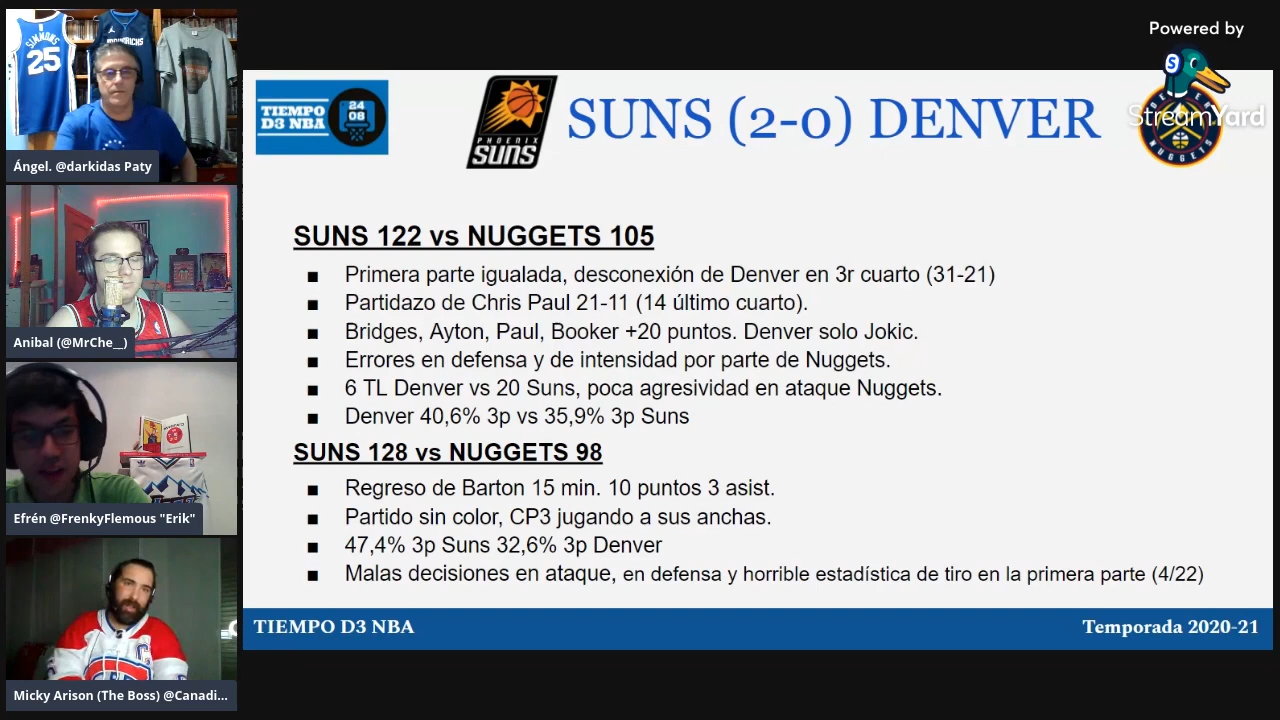 Powered by
StreamYard
SIMMONS
25
Ángel. @darkidas Paty
Anibal (@MrChe__)
Efrén @FrenkyFlemous "Erik"
Micky Arison (The Boss) @Canadi...
TIEMPO
D3 NBA
24
08
PHOENIX
SUNS
SUNS (2-0) DENVER
NUGGETS
SUNS 122 vs NUGGETS 105
■ Primera parte igualada, desconexión de Denver en 3r cuarto (31-21)
■ Partidazo de Chris Paul 21-11 (14 último cuarto).
■ Bridges, Ayton, Paul, Booker +20 puntos. Denver solo Jokic.
■ Errores en defensa y de intensidad por parte de Nuggets.
■ 6 TL Denver vs 20 Suns, poca agresividad en ataque Nuggets.
■ Denver 40,6% 3p vs 35,9% 3p Suns
SUNS 128 vs NUGGETS 98
■ Regreso de Barton 15 min. 10 puntos 3 asist.
■ Partido sin color, CP3 jugando a sus anchas.
■ 47,4% 3p Suns 32,6% 3p Denver
■ Malas decisiones en ataque, en defensa y horrible estadística de tiro en la primera parte (4/22)
TIEMPO D3 NBA
Temporada 2020-21